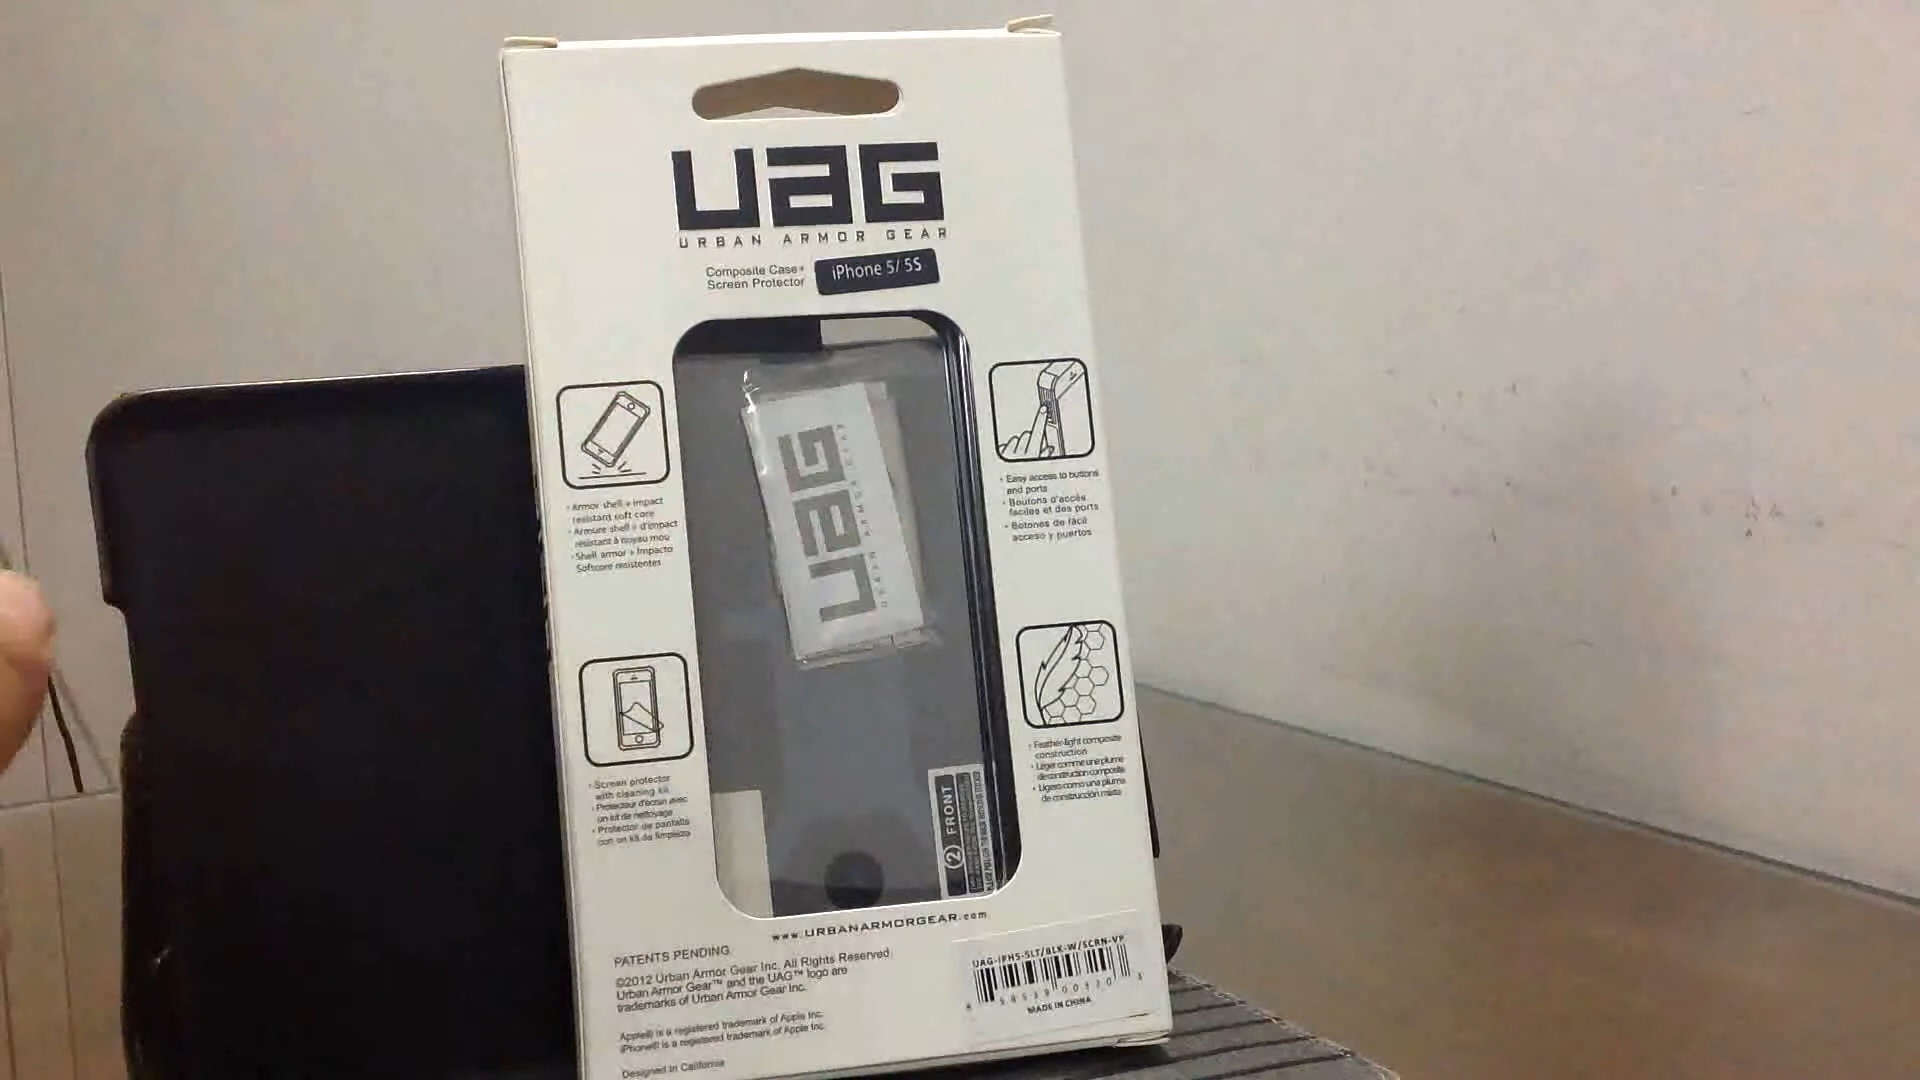 UAG
URBAN ARMOR GEAR
Composite Case+
Screen Protector
iPhone 5/ 5S
UAG
URBAN ARMOR GEAR
· Armor shell + impact
resistant soft core
· Armure shell + d'impact
résistant à noyau mou
· Shell armor + Impacto
Softcore resistentes
· Easy access to buttons
and ports
· Boutons d'accès
faciles et des ports
· Botones de fácil
acceso y puertos
· Screen protector
with cleaning kit
· Protecteur d'écran avec
un kit de nettoyage
· Protector de pantalla
con un kit de limpieza
· Feather-light composite
construction
· Léger comme une plume
de construction composite
· Ligero como una pluma
de construcción mixta
(2) FRONT
www.URBANARMORGEAR.com
PATENTS PENDING.
©2012 Urban Armor Gear Inc. All Rights Reserved.
Urban Armor Gear™ and the UAG™ logo are
trademarks of Urban Armor Gear Inc.
Apple® is a registered trademark of Apple Inc.
iPhone® is a registered trademark of Apple Inc.
Designed in California
UAG-IPH5-SLT/BLK-W/SCRN-VP
MADE IN CHINA